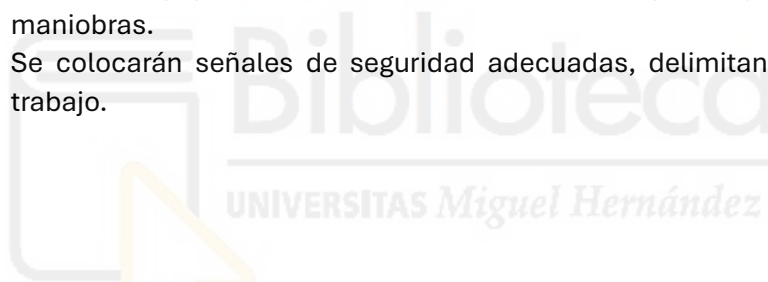 maniobras.
Se colocarán señales de seguridad adecuadas, delimitan
trabajo.
Biblioteca
UNIVERSITAS Miguel Hernández